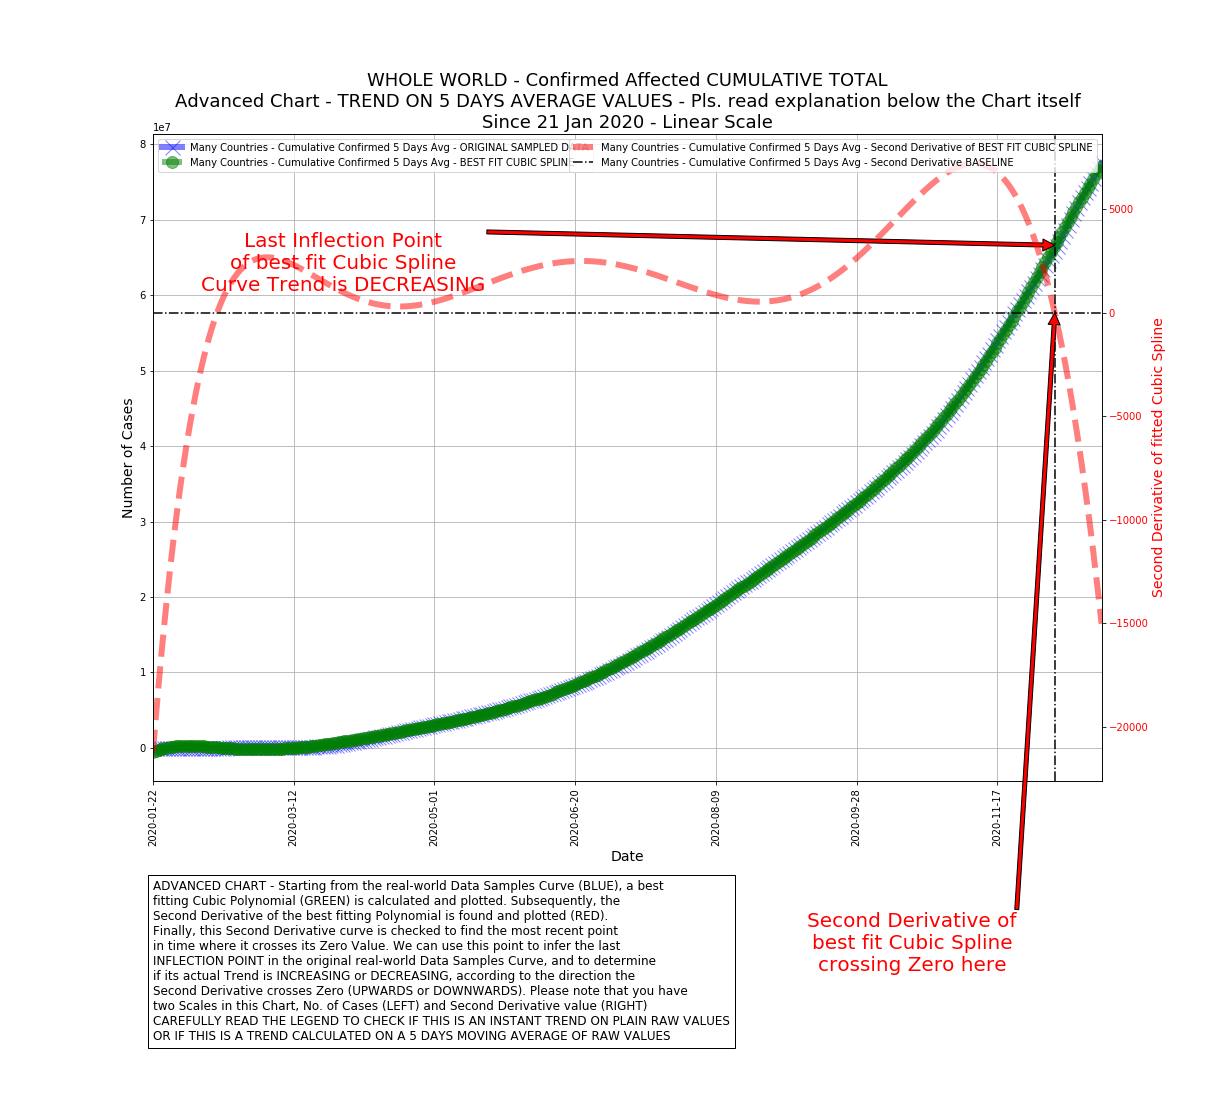 WHOLE WORLD - Confirmed Affected CUMULATIVE TOTAL
Advanced Chart - TREND ON 5 DAYS AVERAGE VALUES - Pls. read explanation below the Chart itself
Since 21 Jan 2020 - Linear Scale
1e7
Many Countries - Cumulative Confirmed 5 Days Avg - ORIGINAL SAMPLED
Many Countries - Cumulative Confirmed 5 Days Avg - BEST FIT CUBIC SPLIN
Many Countries - Cumulative Confirmed 5 Days Avg - Second Derivative of BEST FIT CUBIC SPLINE
Many Countries - Cumulative Confirmed 5 Days Avg - Second Derivative BASELINE
Last Inflection Point
of best fit Cubic Spline
Curve Trend is DECREASING
8
7
6
5
4
3
2
1
0
Number of Cases
5000
0
−5000
−10000
−15000
−20000
Second Derivative of fitted Cubic Spline
2020-01-22
2020-03-12
2020-05-01
2020-06-20
2020-08-09
2020-09-28
2020-11-17
Date
Second Derivative of
best fit Cubic Spline
crossing Zero here
ADVANCED CHART - Starting from the real-world Data Samples Curve (BLUE), a best
fitting Cubic Polynomial (GREEN) is calculated and plotted. Subsequently, the
Second Derivative of the best fitting Polynomial is found and plotted (RED).
Finally, this Second Derivative curve is checked to find the most recent point
in time where it crosses its Zero Value. We can use this point to infer the last
INFLECTION POINT in the original real-world Data Samples Curve, and to determine
if its actual Trend is INCREASING or DECREASING, according to the direction the
Second Derivative crosses Zero (UPWARDS or DOWNWARDS). Please note that you have
two Scales in this Chart, No. of Cases (LEFT) and Second Derivative value (RIGHT)
CAREFULLY READ THE LEGEND TO CHECK IF THIS IS AN INSTANT TREND ON PLAIN RAW VALUES
OR IF THIS IS A TREND CALCULATED ON A 5 DAYS MOVING AVERAGE OF RAW VALUES